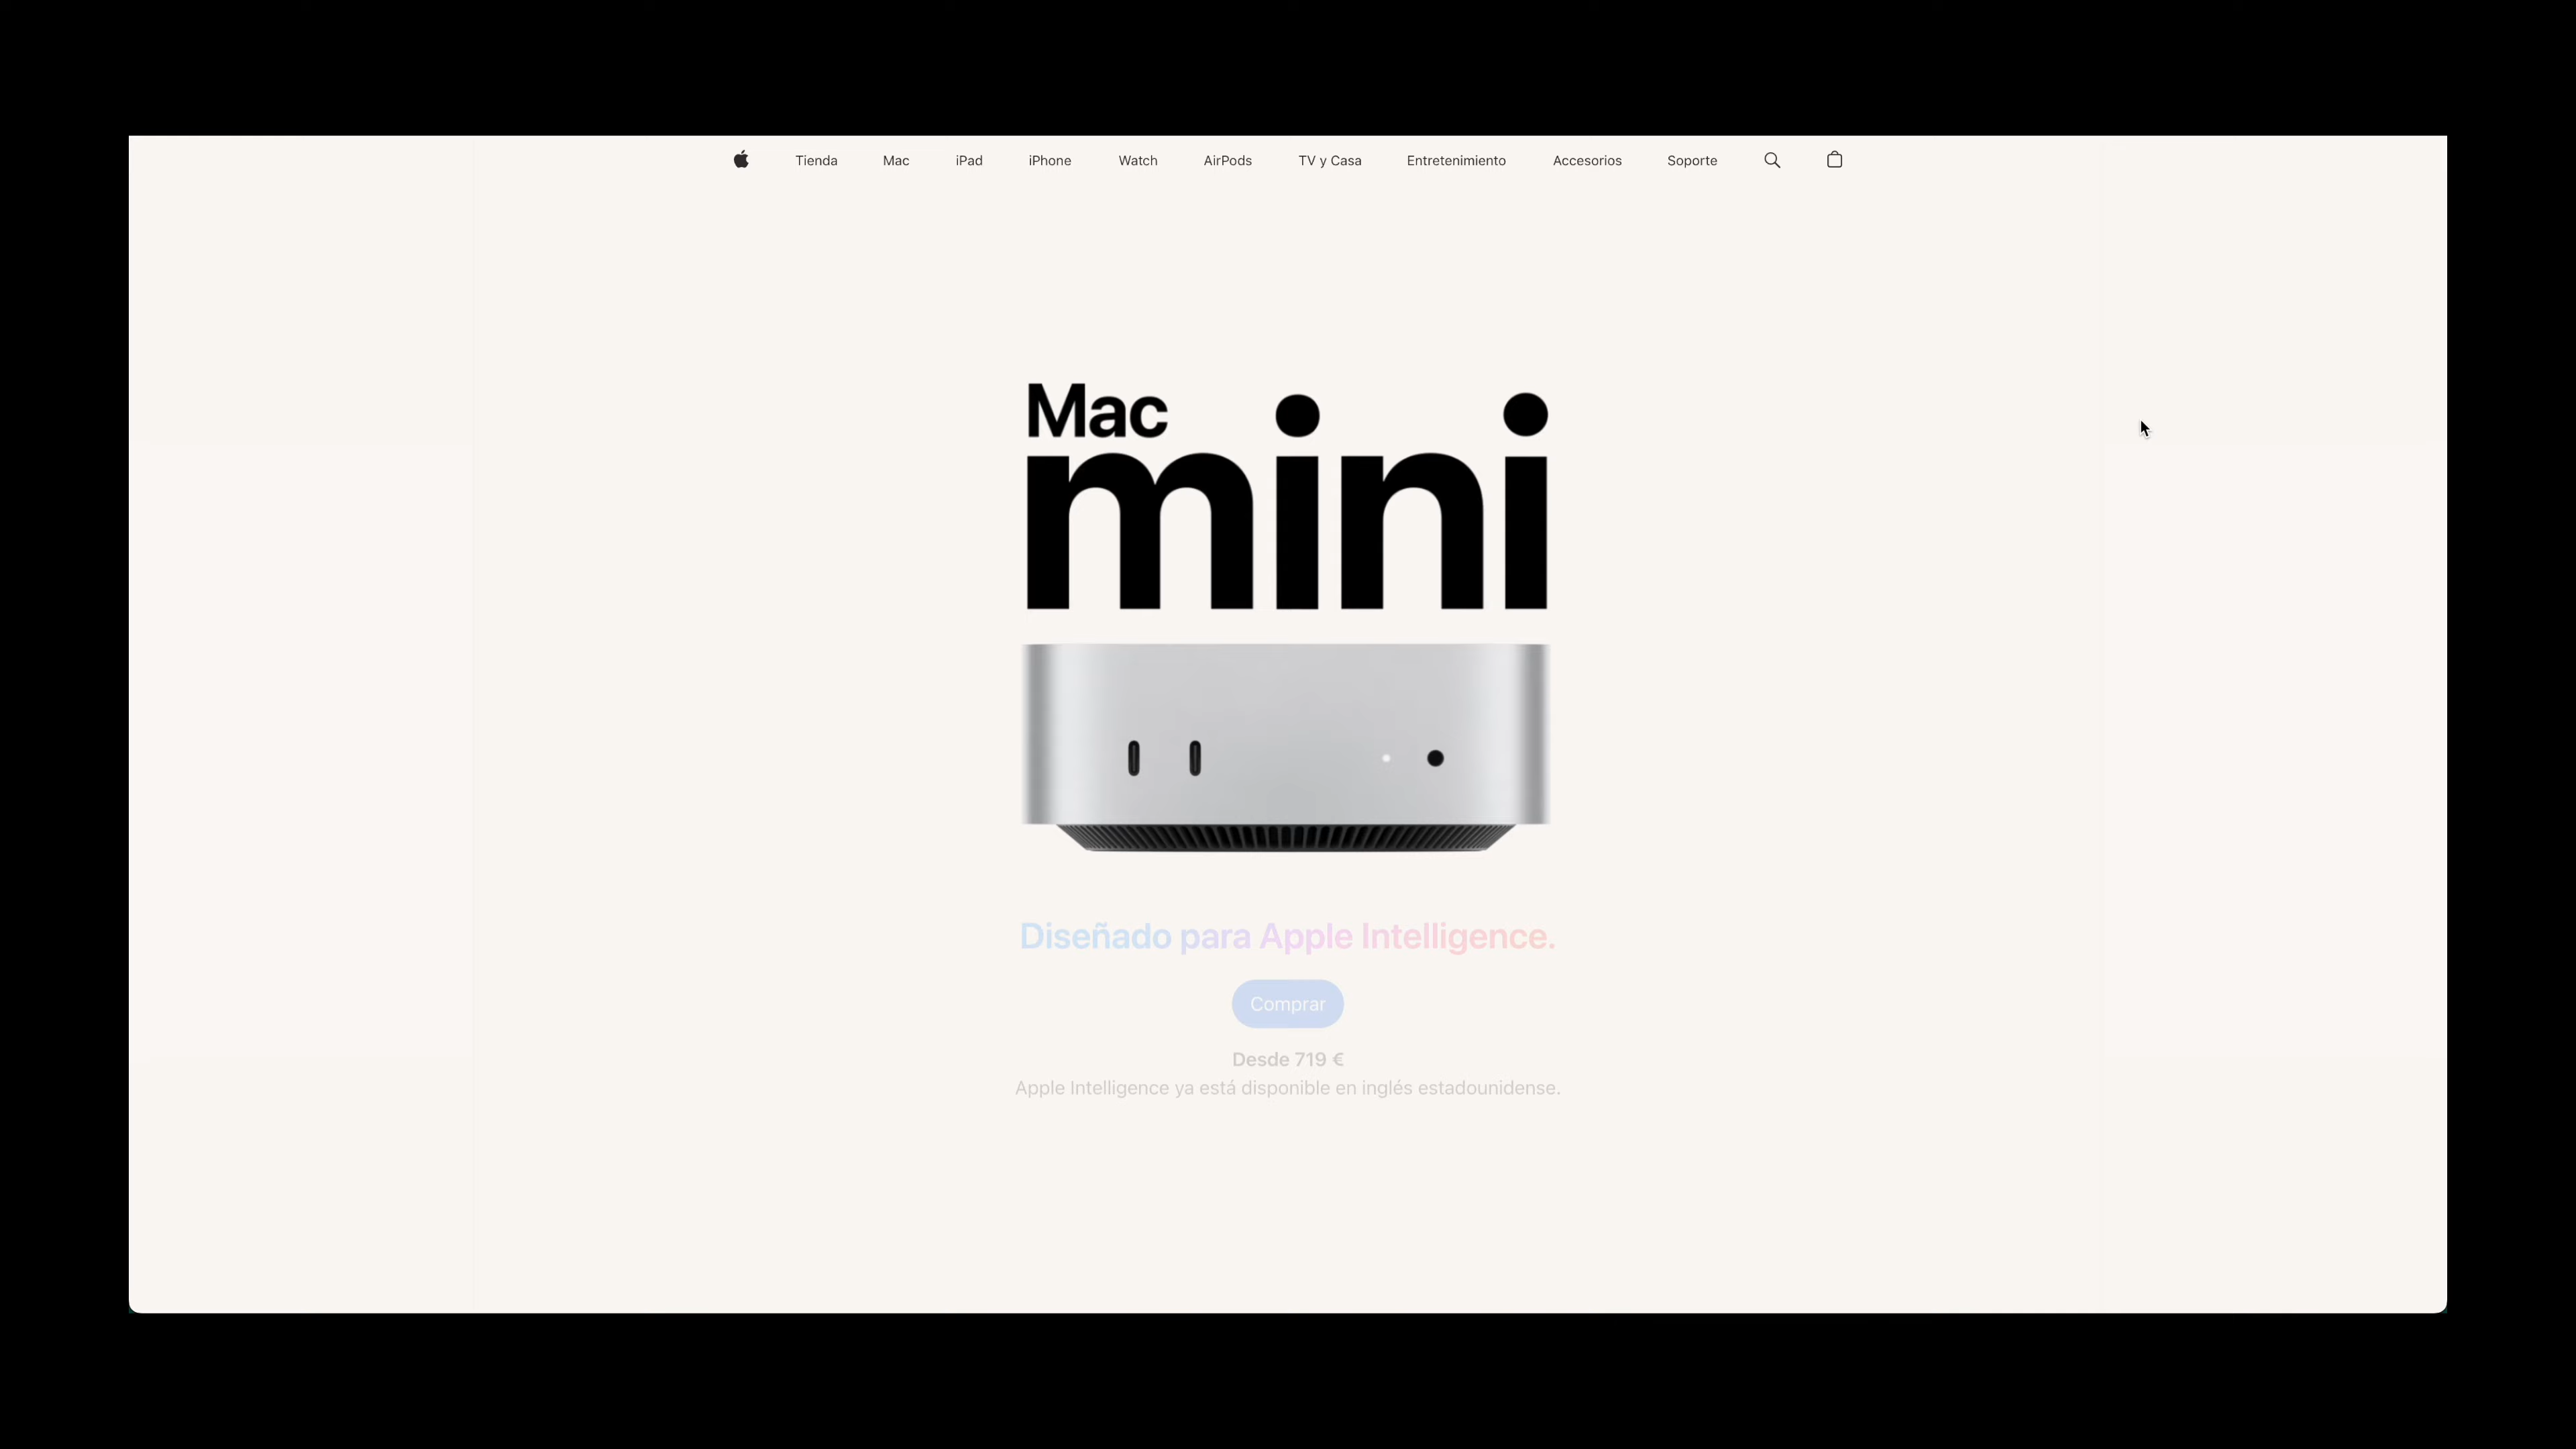 Tienda Mac iPad iPhone Watch AirPods TV y Casa Entretenimiento Accesorios Soporte
Mac
mini
Diseñado para Apple Intelligence.
Comprar
Desde 719 €
Apple Intelligence ya está disponible en inglés estadounidense.